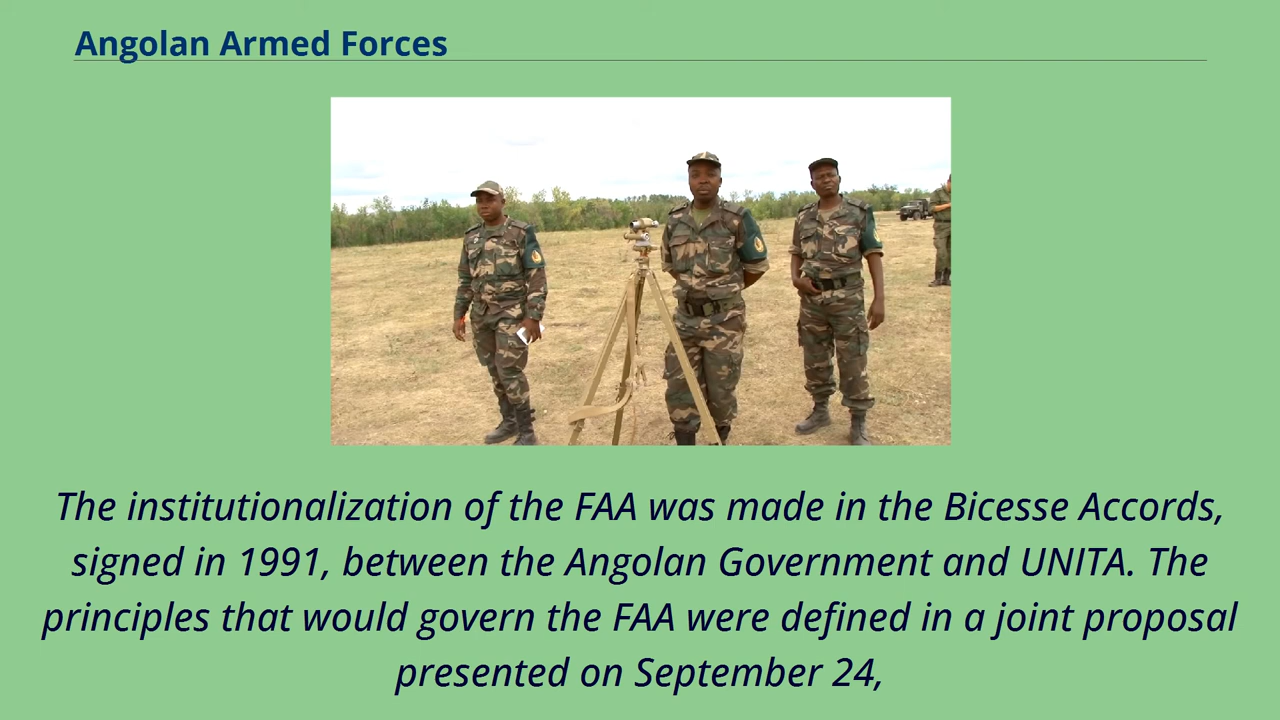 Angolan Armed Forces
The institutionalization of the FAA was made in the Bicesse Accords,
signed in 1991, between the Angolan Government and UNITA. The
principles that would govern the FAA were defined in a joint proposal
presented on September 24,